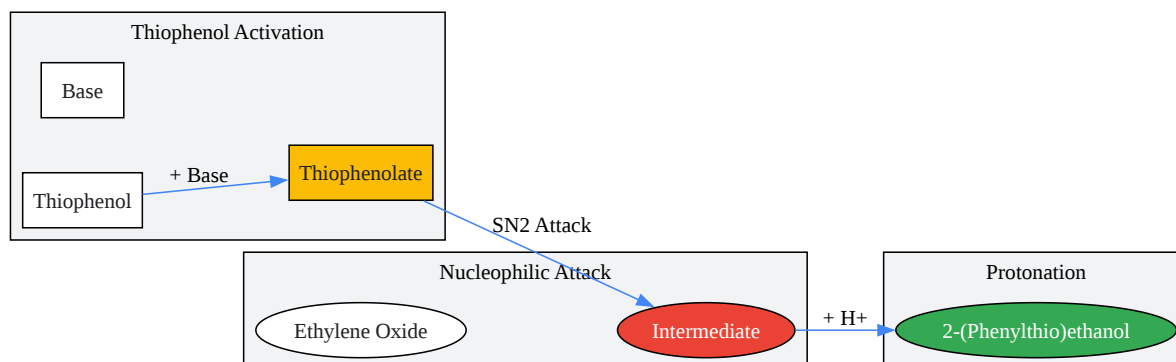 Thiophenol Activation
Base
+ Base
Thiophenol
Thiophenolate
SN2 Attack
Nucleophilic Attack
Ethylene Oxide
Intermediate
+ H+
Protonation
2-(Phenylthio)ethanol